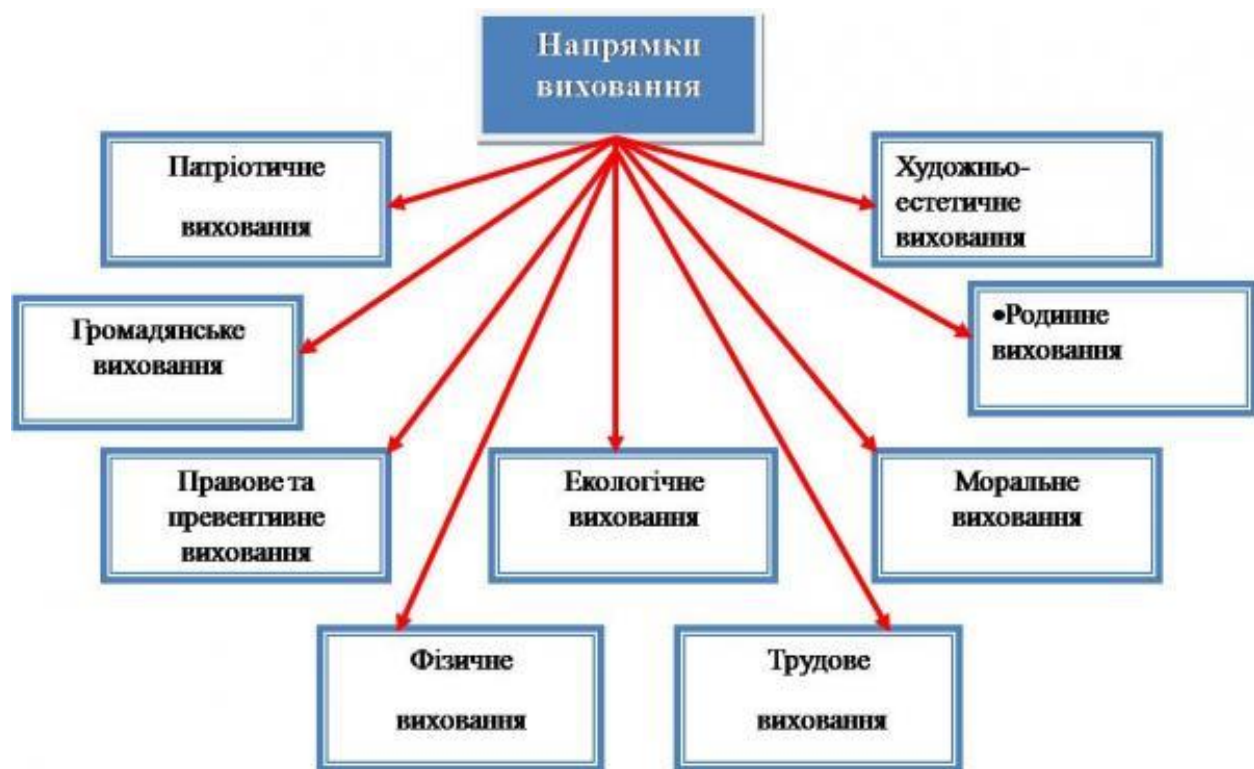 Напрямки
виховання
Патріотичне
виховання
Художньо-
естетичне
виховання
Громадянське
виховання
•Родинне
виховання
Правове та
превентивне
виховання
Екологічне
виховання
Моральне
виховання
Фізичне
виховання
Трудове
виховання